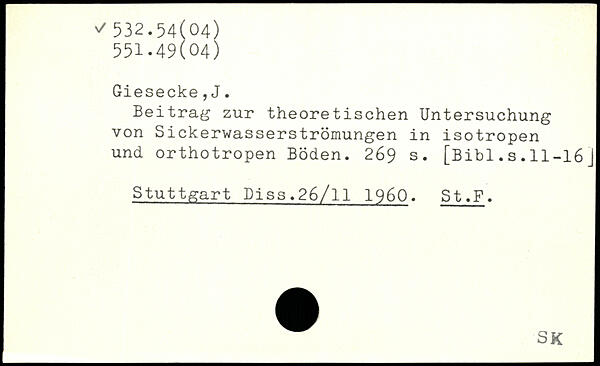 ✓ 532.54(04)
551.49(04)
Giesecke,J.
Beitrag zur theoretischen Untersuchung
von Sickerwasserströmungen in isotropen
und orthotropen Böden. 269 s. [Bibl.s.11-16]
Stuttgart Diss.26/11 1960. St.F.
SK